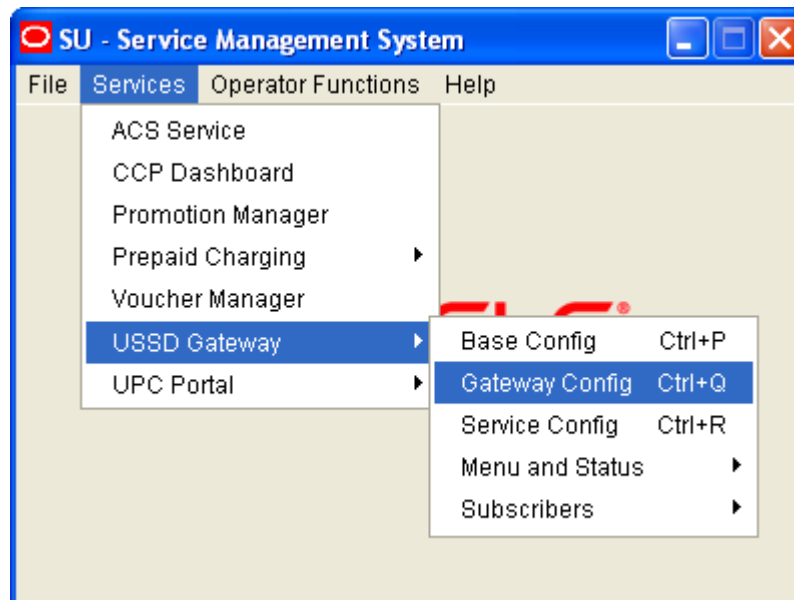 SU - Service Management System
File Services Operator Functions Help
ACS Service
CCP Dashboard
Promotion Manager
Prepaid Charging
Voucher Manager
USSD Gateway
UPC Portal
Base Config Ctrl+P
Gateway Config Ctrl+Q
Service Config Ctrl+R
Menu and Status
Subscribers